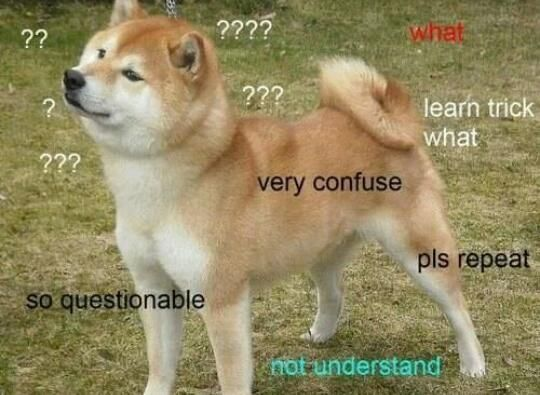 ??
????
what
?
???
learn trick
what
???
very confuse
pls repeat
so questionable
not understand